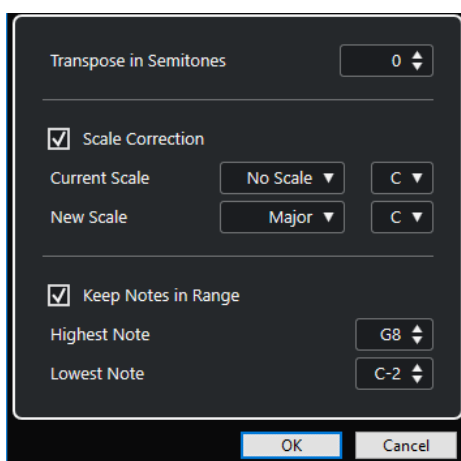 Transpose in Semitones 0
Scale Correction
Current Scale No Scale C
New Scale Major C
Keep Notes in Range
Highest Note G8
Lowest Note C-2
OK Cancel